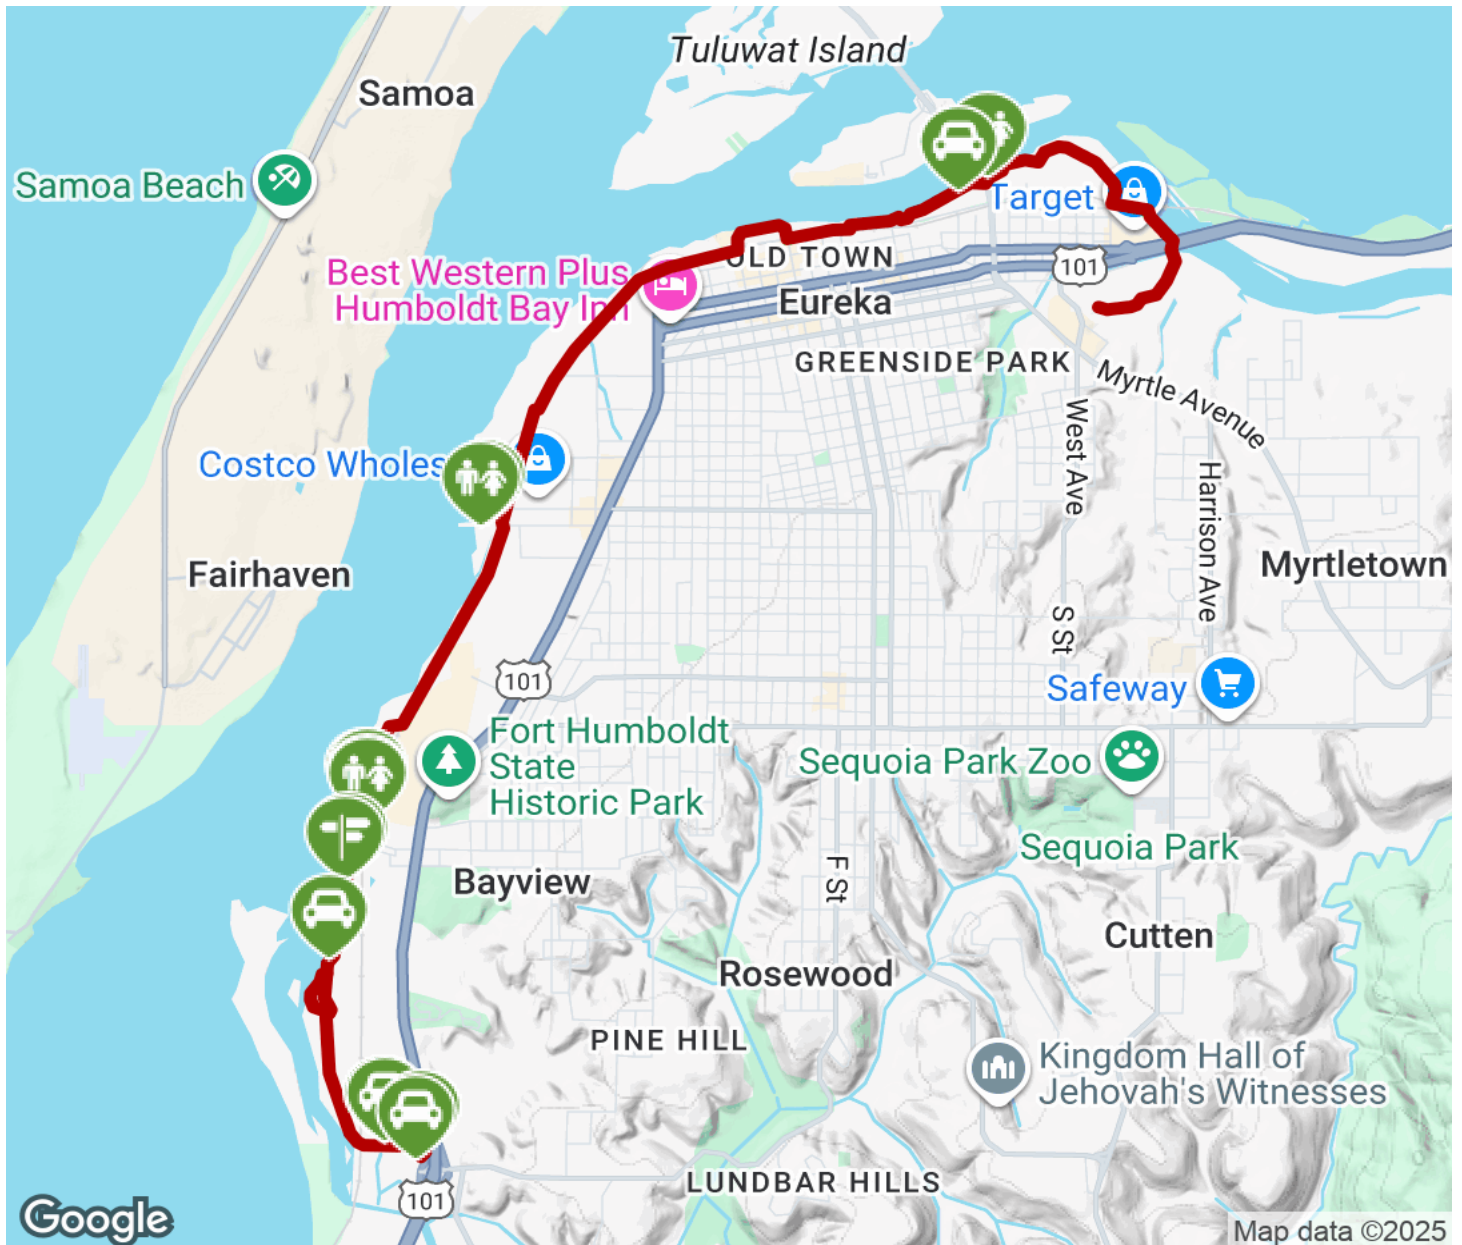 Tuluwat Island
Samoa
Samoa Beach
Target
OLD TOWN
101
Best Western Plus
Humboldt Bay Inn
Eureka
GREENSIDE PARK
Myrtle Avenue
West Ave
Costco Wholes
Harrison Ave
Fairhaven
Myrtletown
S St
101
Safeway
Fort Humboldt
State
Historic Park
Sequoia Park Zoo
Sequoia Park
F St
Bayview
Cutten
Rosewood
PINE HILL
Kingdom Hall of
Jehovah's Witnesses
LUNDBAR HILLS
101
Google
Map data ©2025